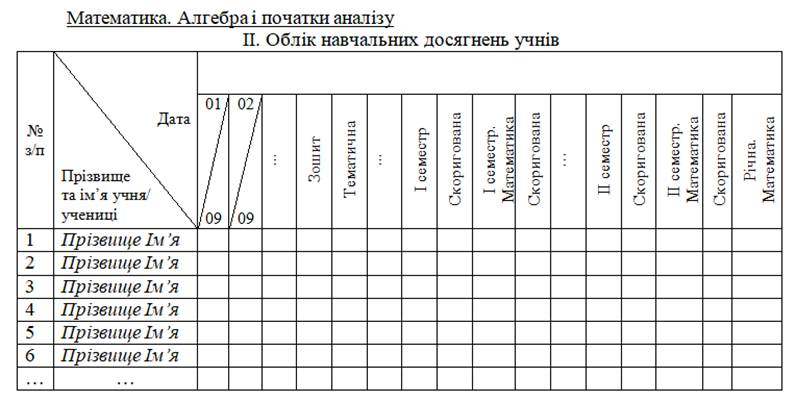 Математика. Алгебра і початки аналізу
ІІ. Облік навчальних досягнень учнів
№
з/п
Дата
Прізвище
та ім’я учня/
учениці
01
09
02
09
...
Зошит
Тематична
...
І семестр
Скоригована
І семестр.
Математика
Скоригована
...
ІІ семестр
Скоригована
ІІ семестр.
Математика
Скоригована
Річна.
Математика
1 Прізвище Ім’я
2 Прізвище Ім’я
3 Прізвище Ім’я
4 Прізвище Ім’я
5 Прізвище Ім’я
6 Прізвище Ім’я
... ...